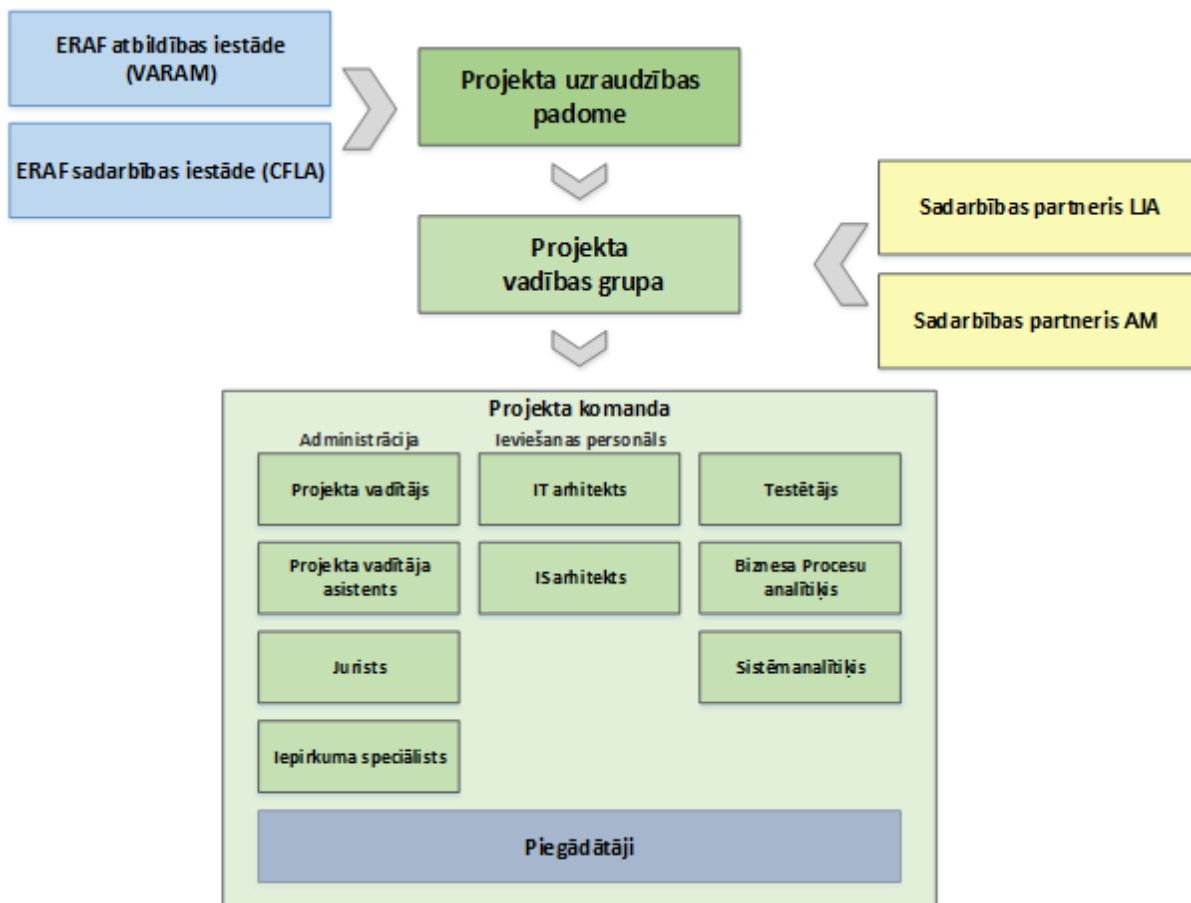 ERAF atbildības iestāde
(VARAM)
ERAF sadarbības iestāde (CFLA)
Projekta uzraudzības
padome
Projekta
vadības grupa
Sadarbības partneris LJA
Sadarbības partneris AM
Projekta komanda
Administrācija
Ieviešanas personāls
Projekta vadītājs
IT arhitekts
Testētājs
Projekta vadītāja
asistents
IS arhitekts
Biznesa Procesu
analītiķis
Jurists
Sistēmanalītiķis
Iepirkuma speciālists
Piegādātāji